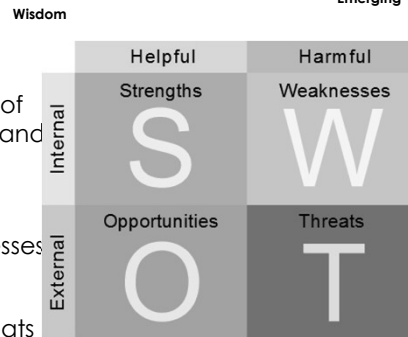 Emerging
Wisdom
Helpful Harmful
of
and
Internal
Strengths Weaknesses
S W
sses
External
Opportunities Threats
O T
ats